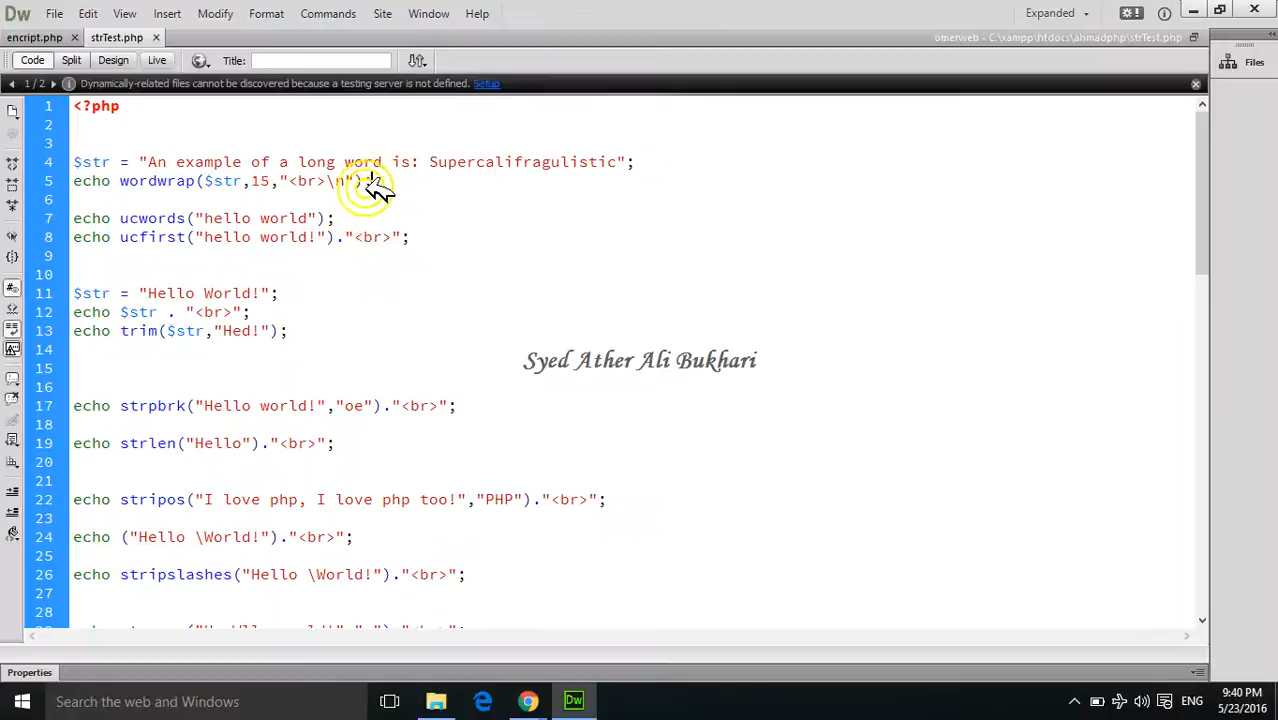 Dw File Edit View Insert Modify Format Commands Site Window Help Expanded
encript.php × strTest.php × omerweb - C:\xampp\htdocs\ahmadphp\strTest.php
Code Split Design Live Title: Files
1 / 2 Dynamically-related files cannot be discovered because a testing server is not defined. Setup
1 <?php
2
3
4 $str = "An example of a long word is: Supercalifragulistic";
5 echo wordwrap($str,15,"<br>\n");
6
7 echo ucwords("hello world");
8 echo ucfirst("hello world!")."<br>";
9
10
11 $str = "Hello World!";
12 echo $str . "<br>";
13 echo trim($str,"Hed!");
14
15
Syed Ather Ali Bukhari
16
17 echo strpbrk("Hello world!","oe")."<br>";
18
19 echo strlen("Hello")."<br>";
20
21
22 echo stripos("I love php, I love php too!","PHP")."<br>";
23
24 echo ("Hello \World!")."<br>";
25
26 echo stripslashes("Hello \World!")."<br>";
27
28
Properties
Search the web and Windows Dw ENG 9:40 PM
5/23/2016